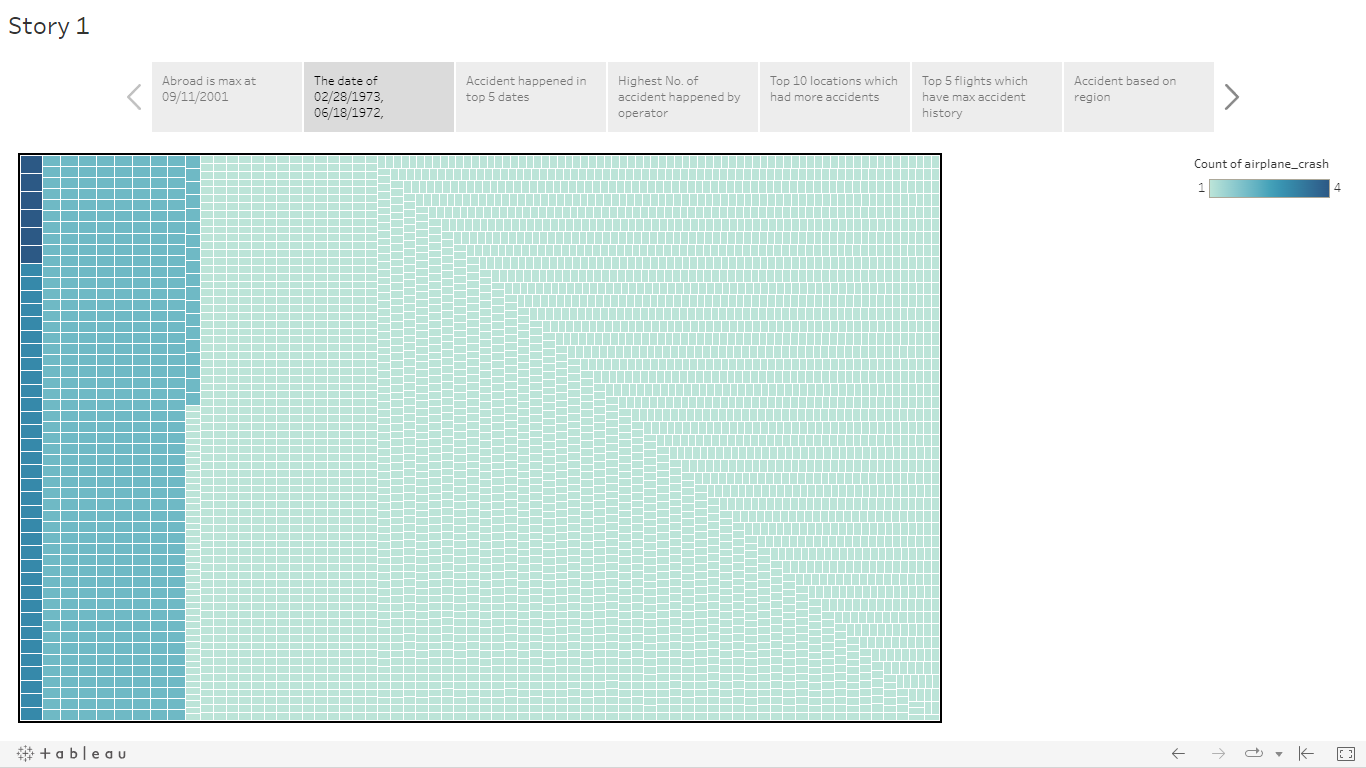 Story 1
Abroad is max at
09/11/2001
The date of
02/28/1973,
06/18/1972,
Accident happened in
top 5 dates
Highest No. of
accident happened by
operator
Top 10 locations which
had more accidents
Top 5 flights which
have max accident
history
Accident based on
region
Count of airplane_crash
1 4
+ a b | e a u